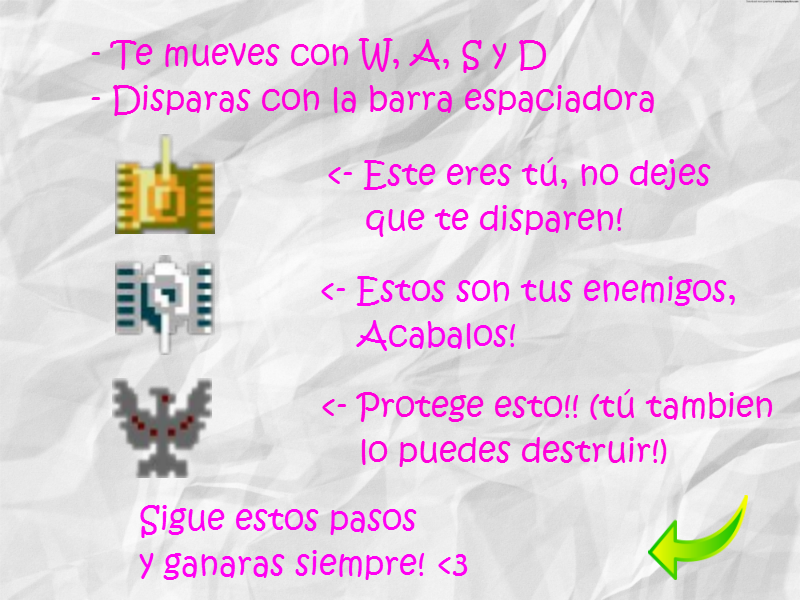 - Te mueves con W, A, S y D
- Disparas con la barra espaciadora
<- Este eres tú, no dejes
que te disparen!
<- Estos son tus enemigos,
Acabalos!
<- Protege esto!! (tú tambien
lo puedes destruir!)
Sigue estos pasos
y ganaras siempre! <3